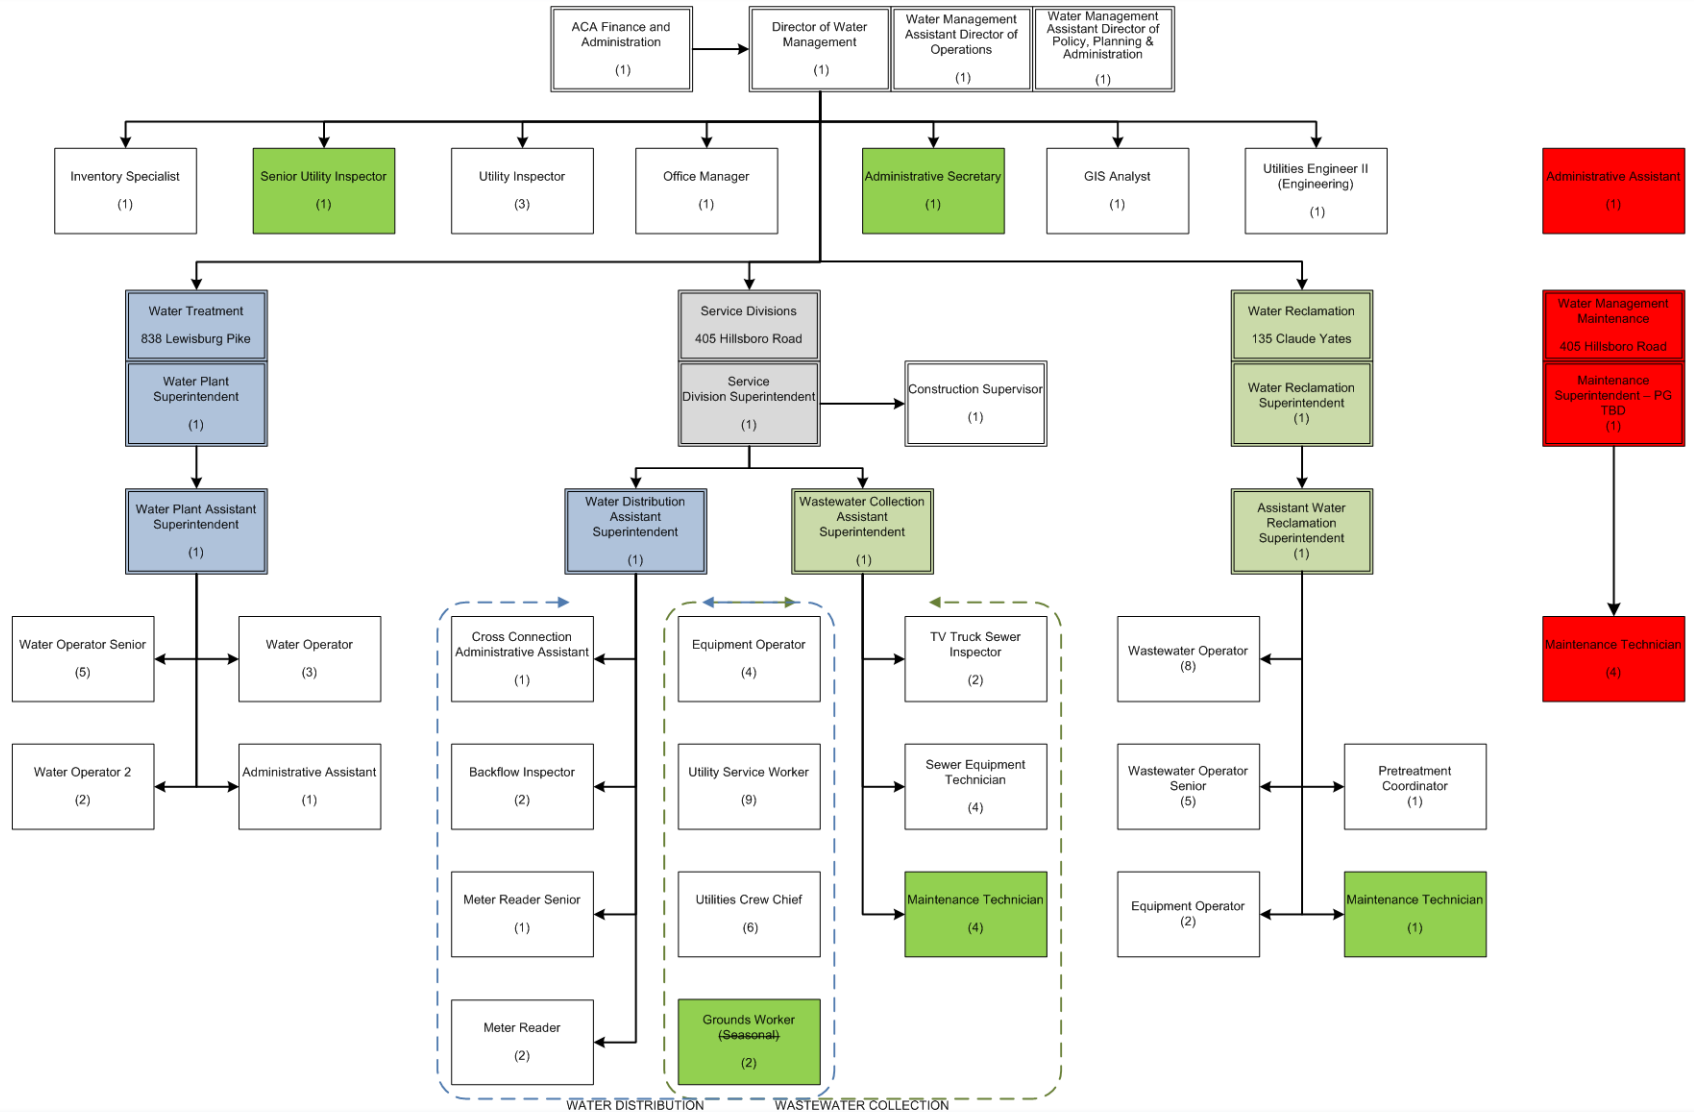 ACA Finance and
Administration
(1)
Director of Water
Management
(1)
Water Management
Assistant Director of
Operations
(1)
Water Management
Assistant Director of
Policy, Planning &
Administration
(1)
Inventory Specialist
(1)
Senior Utility Inspector
(1)
Utility Inspector
(3)
Office Manager
(1)
Administrative Secretary
(1)
GIS Analyst
(1)
Utilities Engineer II
(Engineering)
(1)
Administrative Assistant
(1)
Water Treatment
838 Lewisburg Pike
Water Plant
Superintendent
(1)
Service Divisions
405 Hillsboro Road
Service
Division Superintendent
(1)
Construction Supervisor
(1)
Water Reclamation
135 Claude Yates
Water Reclamation
Superintendent
(1)
Water Management
Maintenance
405 Hillsboro Road
Maintenance
Superintendent – PG
TBD
(1)
Water Plant Assistant
Superintendent
(1)
Water Distribution
Assistant
Superintendent
(1)
Wastewater Collection
Assistant
Superintendent
(1)
Assistant Water
Reclamation
Superintendent
(1)
Water Operator Senior
(5)
Water Operator
(3)
Cross Connection
Administrative Assistant
(1)
Equipment Operator
(4)
TV Truck Sewer
Inspector
(2)
Wastewater Operator
(8)
Maintenance Technician
(4)
Water Operator 2
(2)
Administrative Assistant
(1)
Backflow Inspector
(2)
Utility Service Worker
(9)
Sewer Equipment
Technician
(4)
Wastewater Operator
Senior
(5)
Pretreatment
Coordinator
(1)
Meter Reader Senior
(1)
Utilities Crew Chief
(6)
Maintenance Technician
(4)
Equipment Operator
(2)
Maintenance Technician
(1)
Meter Reader
(2)
Grounds Worker
(Seasonal)
(2)
WATER DISTRIBUTION
WASTEWATER COLLECTION